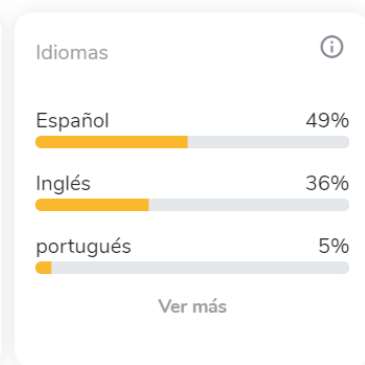 Idiomas
Español 49%
Inglés 36%
portugués 5%
Ver más